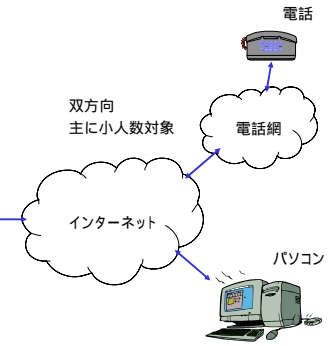 電話
双方向
主に小人数対象
電話網
インターネット
パソコン